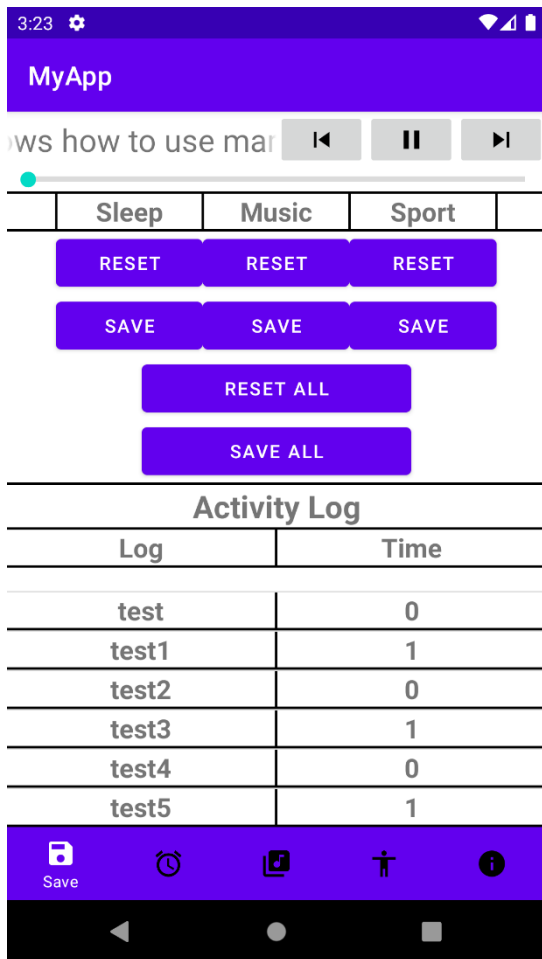 3:23
MyApp
ows how to use mar
Sleep Music Sport
RESET RESET RESET
SAVE SAVE SAVE
RESET ALL
SAVE ALL
Activity Log
Log Time
test 0
test1 1
test2 0
test3 1
test4 0
test5 1
Save